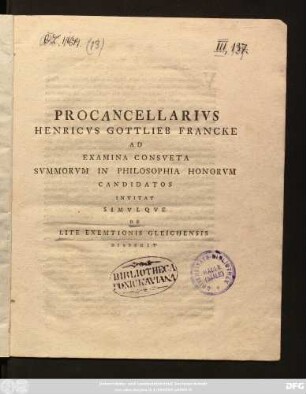 III, 137.
(13)
PROCANCELLARIVS
HENRICVS GOTTLIEB FRANCKE
AD
EXAMINA CONSVETA
SVMMORVM IN PHILOSOPHIA HONORVM
CANDIDATOS
INVITAT
SIMVLQVE
DE
LITE EXEMTIONIS GLEICHENSIS
DISSERIT
BIBLIOTHECA
PONICKAVIANA